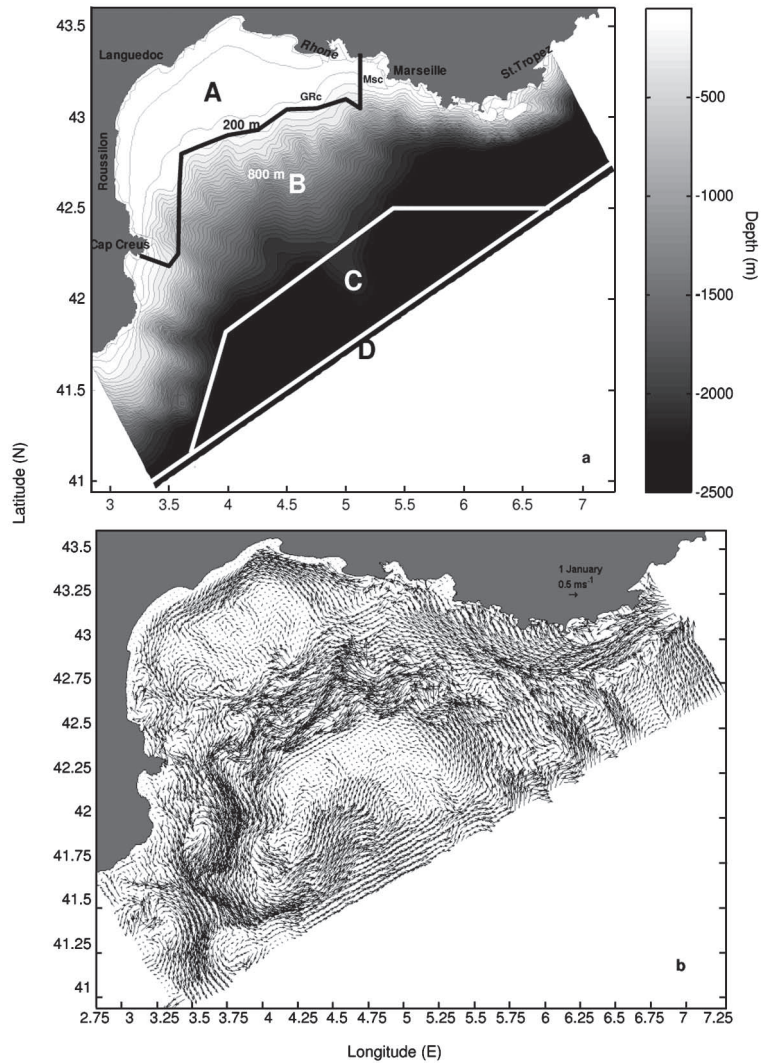 43.5
43
42.5
42
41.5
41
3 3.5 4 4.5 5 5.5 6 6.5 7
Languedoc
Rhone
Marseille
St.Tropez
Roussilon
Cap Creus
A
Msc
GRc
200 m
800 m
B
C
D
a
-500
-1000
-1500
-2000
-2500
Depth (m)
Latitude (N)
43.5
43.25
43
42.75
42.5
42.25
42
41.75
41.5
41.25
41
1 January
0.5 ms-1
b
2.75 3 3.25 3.5 3.75 4 4.25 4.5 4.75 5 5.25 5.5 5.75 6 6.25 6.5 6.75 7 7.25
Longitude (E)